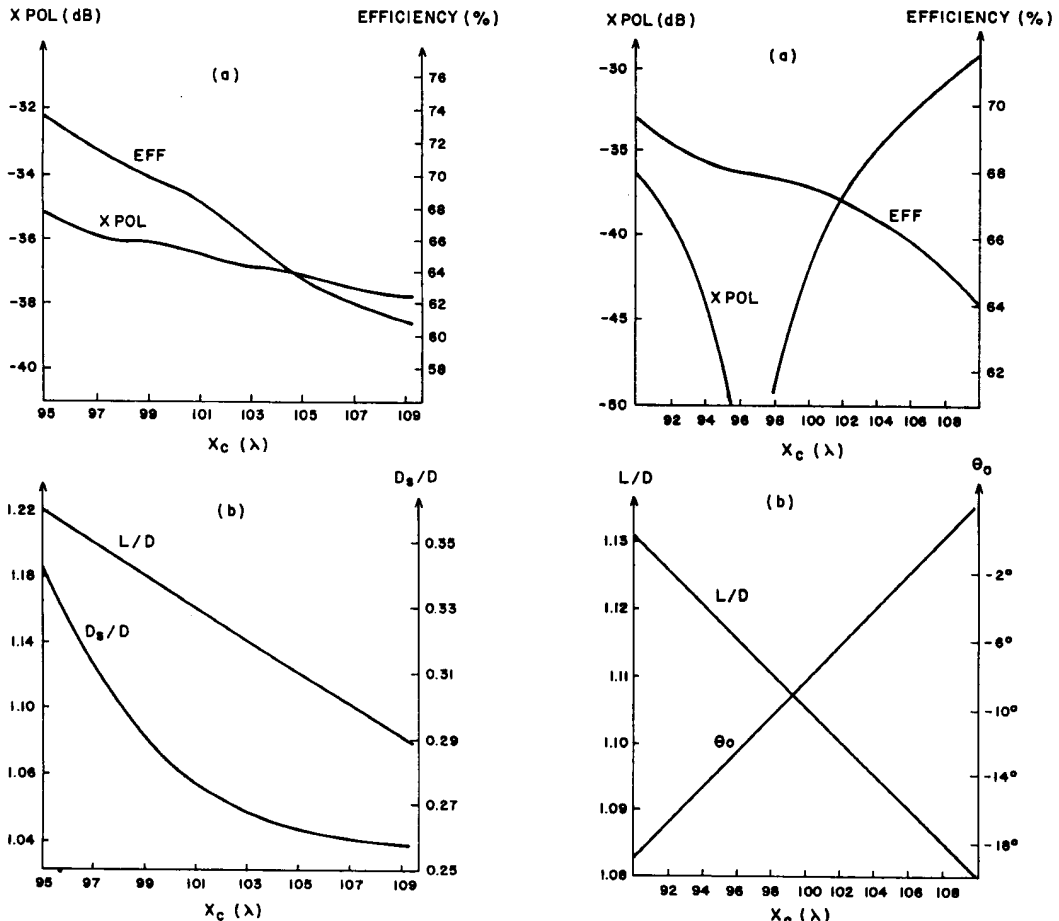 X POL (dB)
EFFICIENCY (%)
(a)
-32
-34
-36
-38
-40
76
74
72
70
68
66
64
62
60
58
EFF
X POL
95 97 99 101 103 105 107 109
Xc (λ)
X POL (dB)
EFFICIENCY (%)
(a)
-30
-35
-40
-45
-50
70
68
66
64
62
EFF
X POL
92 94 96 98 100 102 104 106 108
Xc (λ)
Ds/D
(b)
1.22
1.18
1.14
1.10
1.06
1.04
0.35
0.33
0.31
0.29
0.27
0.25
L/D
Ds/D
95 97 99 101 103 105 107 109
Xc (λ)
L/D
θo
(b)
1.13
1.12
1.11
1.10
1.09
1.08
-2°
-6°
-10°
-14°
-18°
L/D
θo
92 94 96 98 100 102 104 106 108